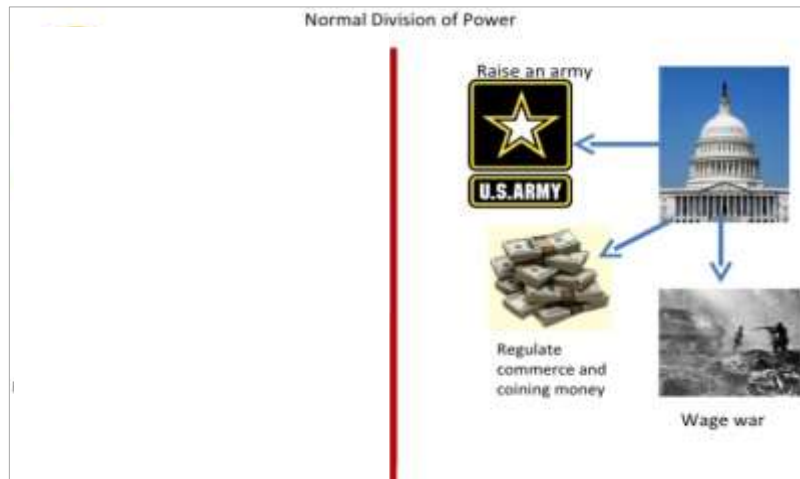 Normal Division of Power
Raise an army
U.S.ARMY
Regulate
commerce and
coining money
Wage war